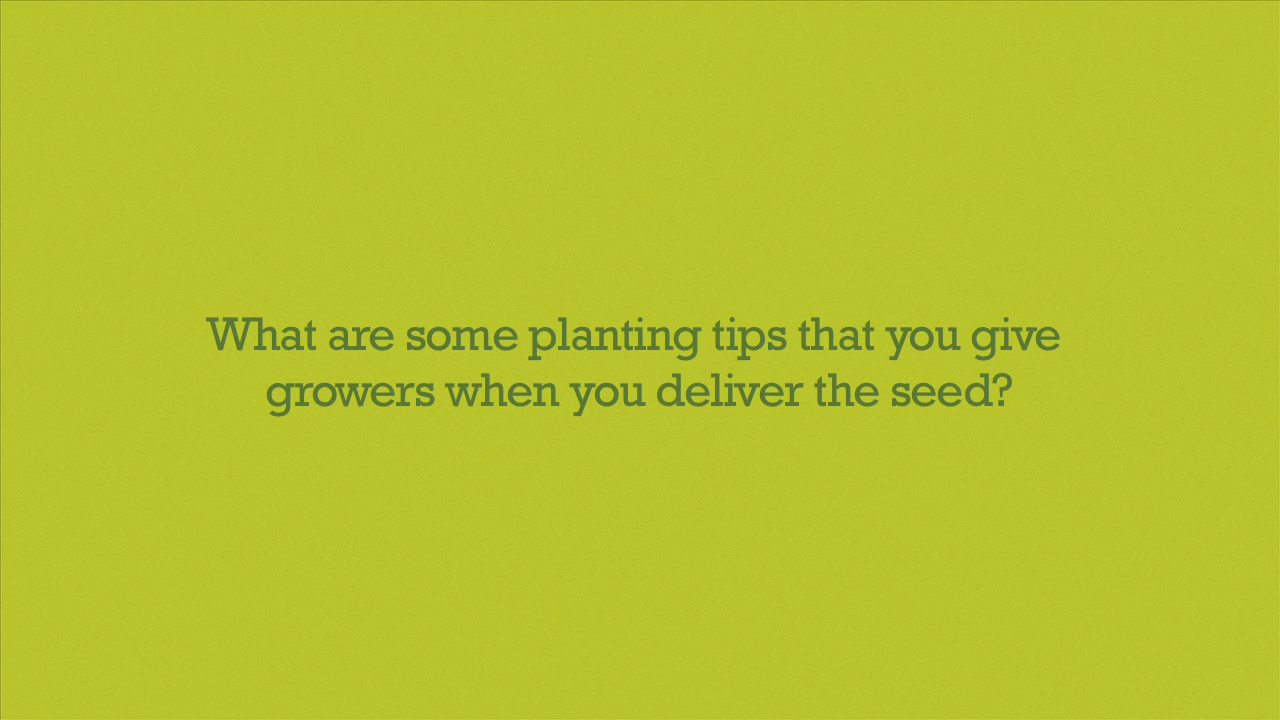 What are some planting tips that you give
growers when you deliver the seed?